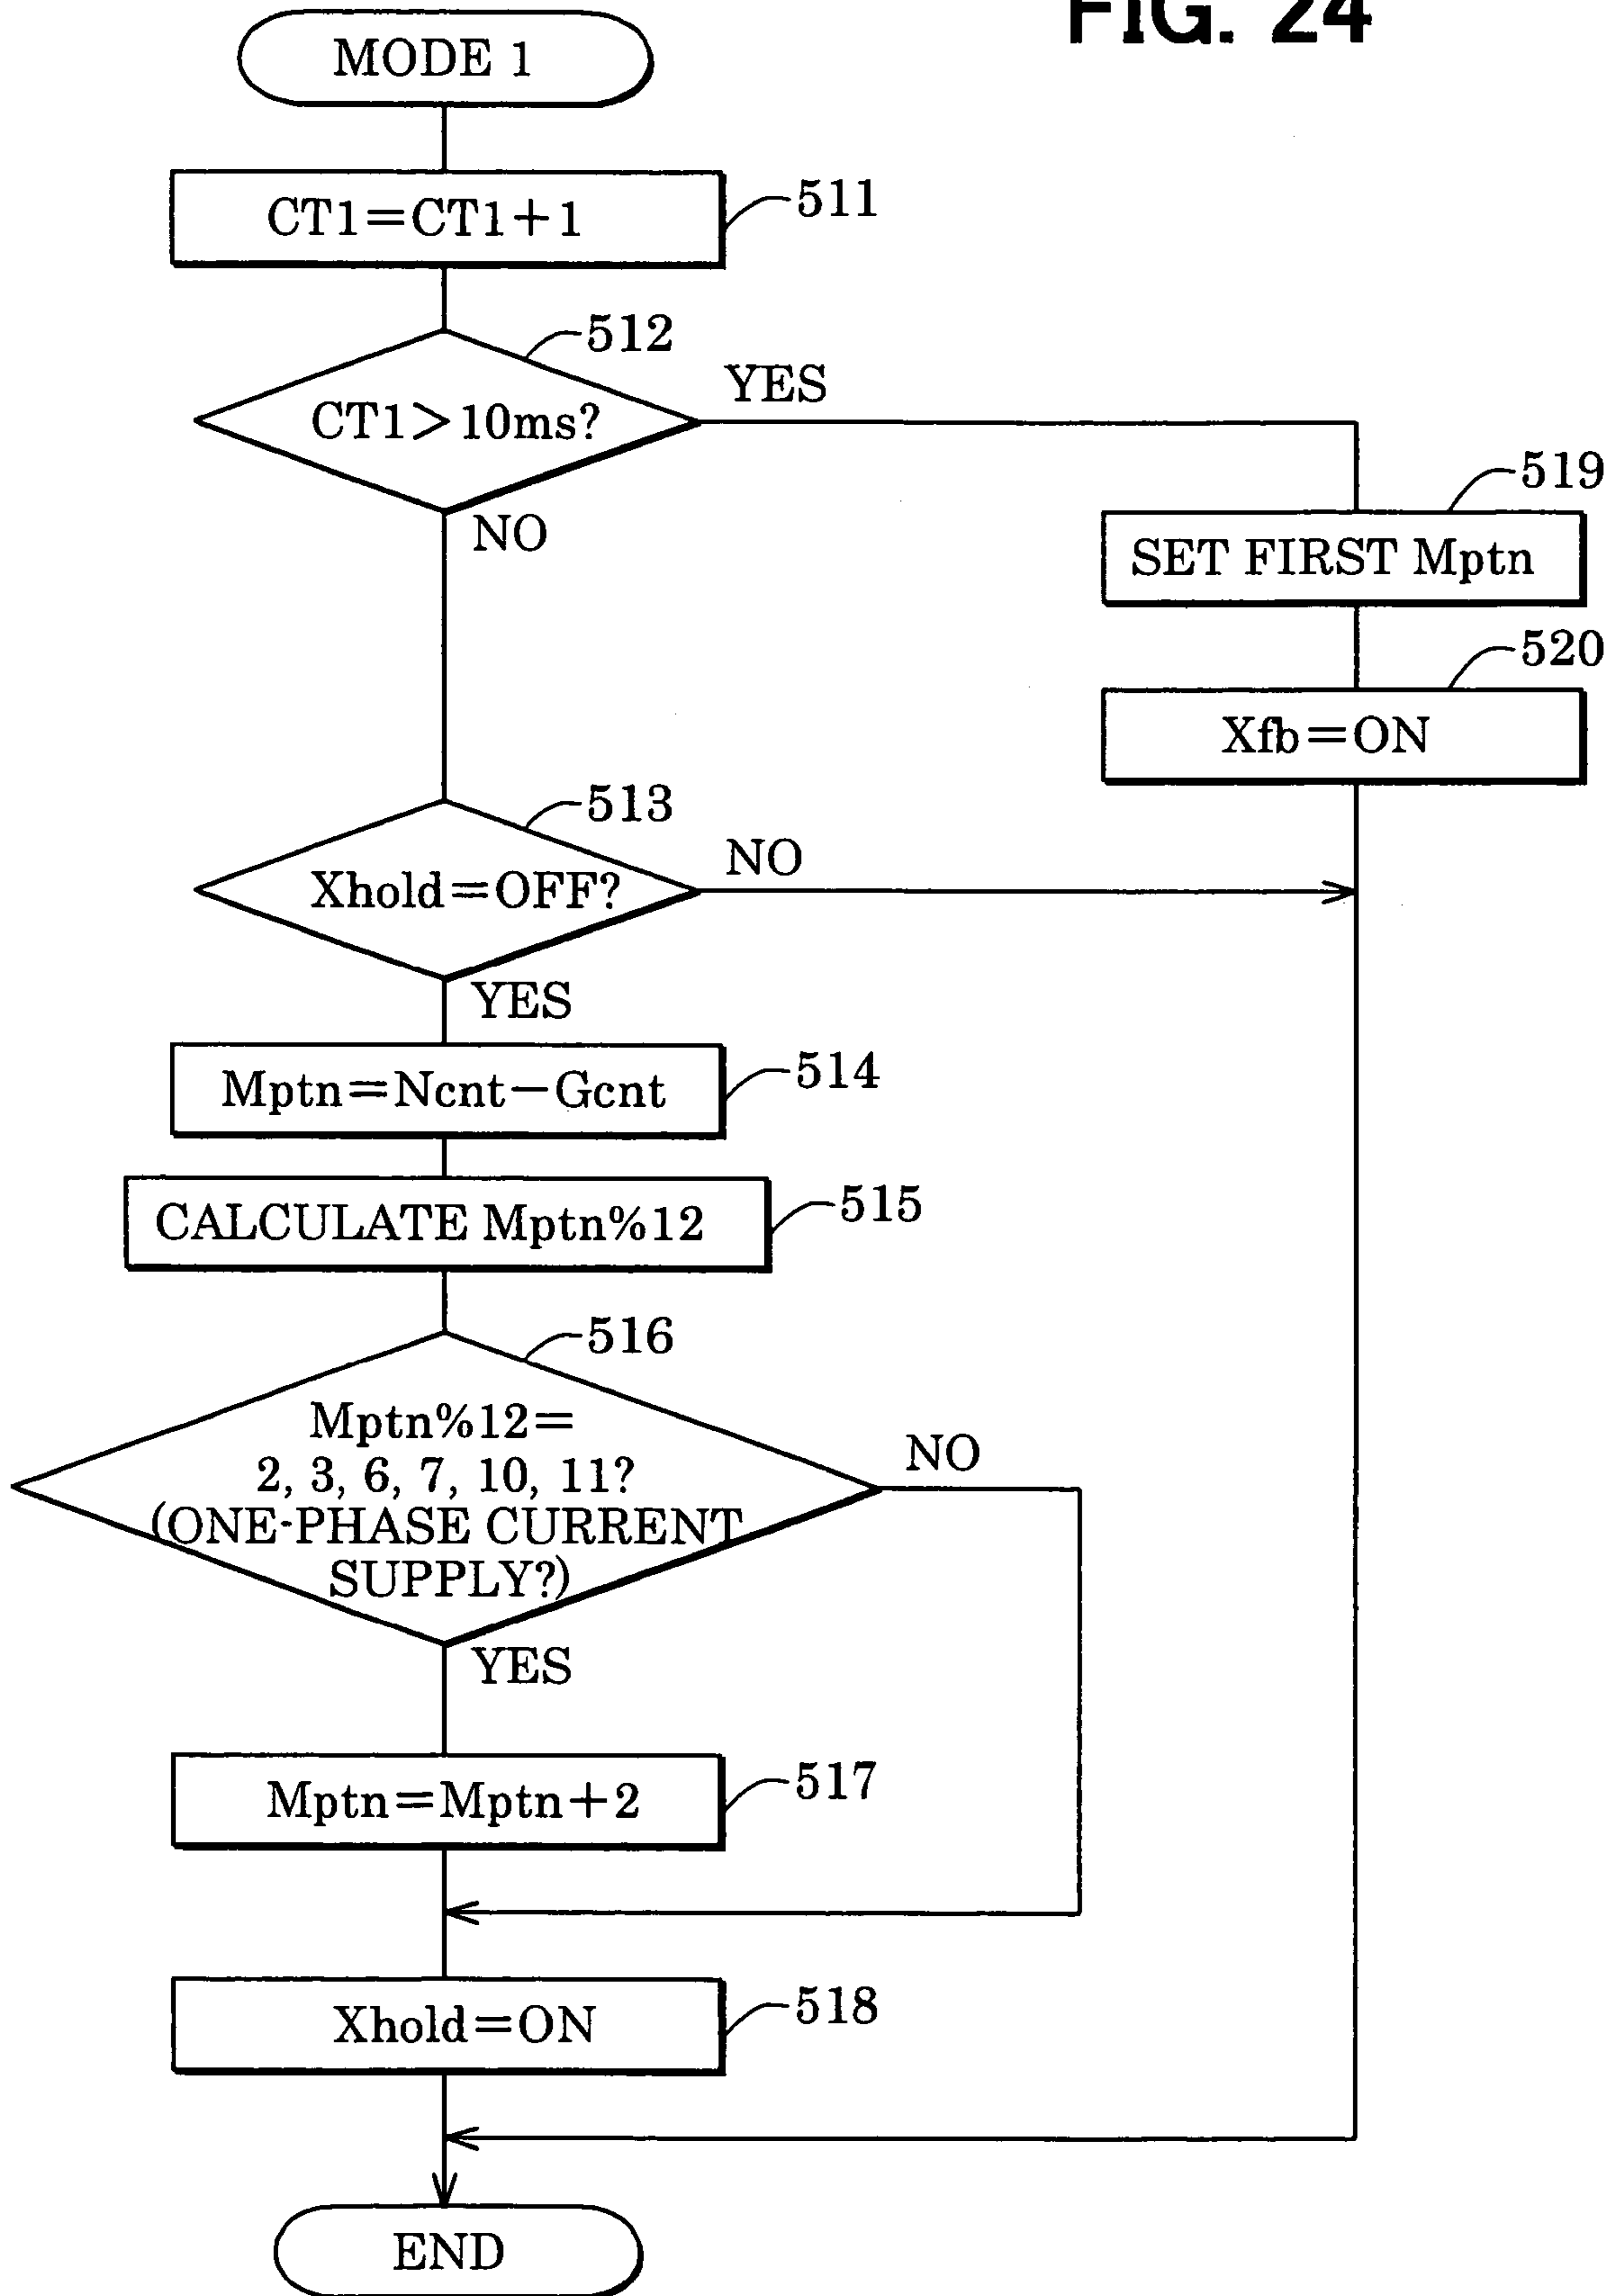 FIG. 24
MODE 1
CT1=CT1+1
511
512
CT1>10ms?
YES
NO
519
SET FIRST Mptn
520
Xfb=ON
513
Xhold=OFF?
NO
YES
514
Mptn=Ncnt-Gcnt
515
CALCULATE Mptn%12
516
Mptn%12=
2, 3, 6, 7, 10, 11?
(ONE-PHASE CURRENT
SUPPLY?)
NO
YES
517
Mptn=Mptn+2
518
Xhold=ON
END